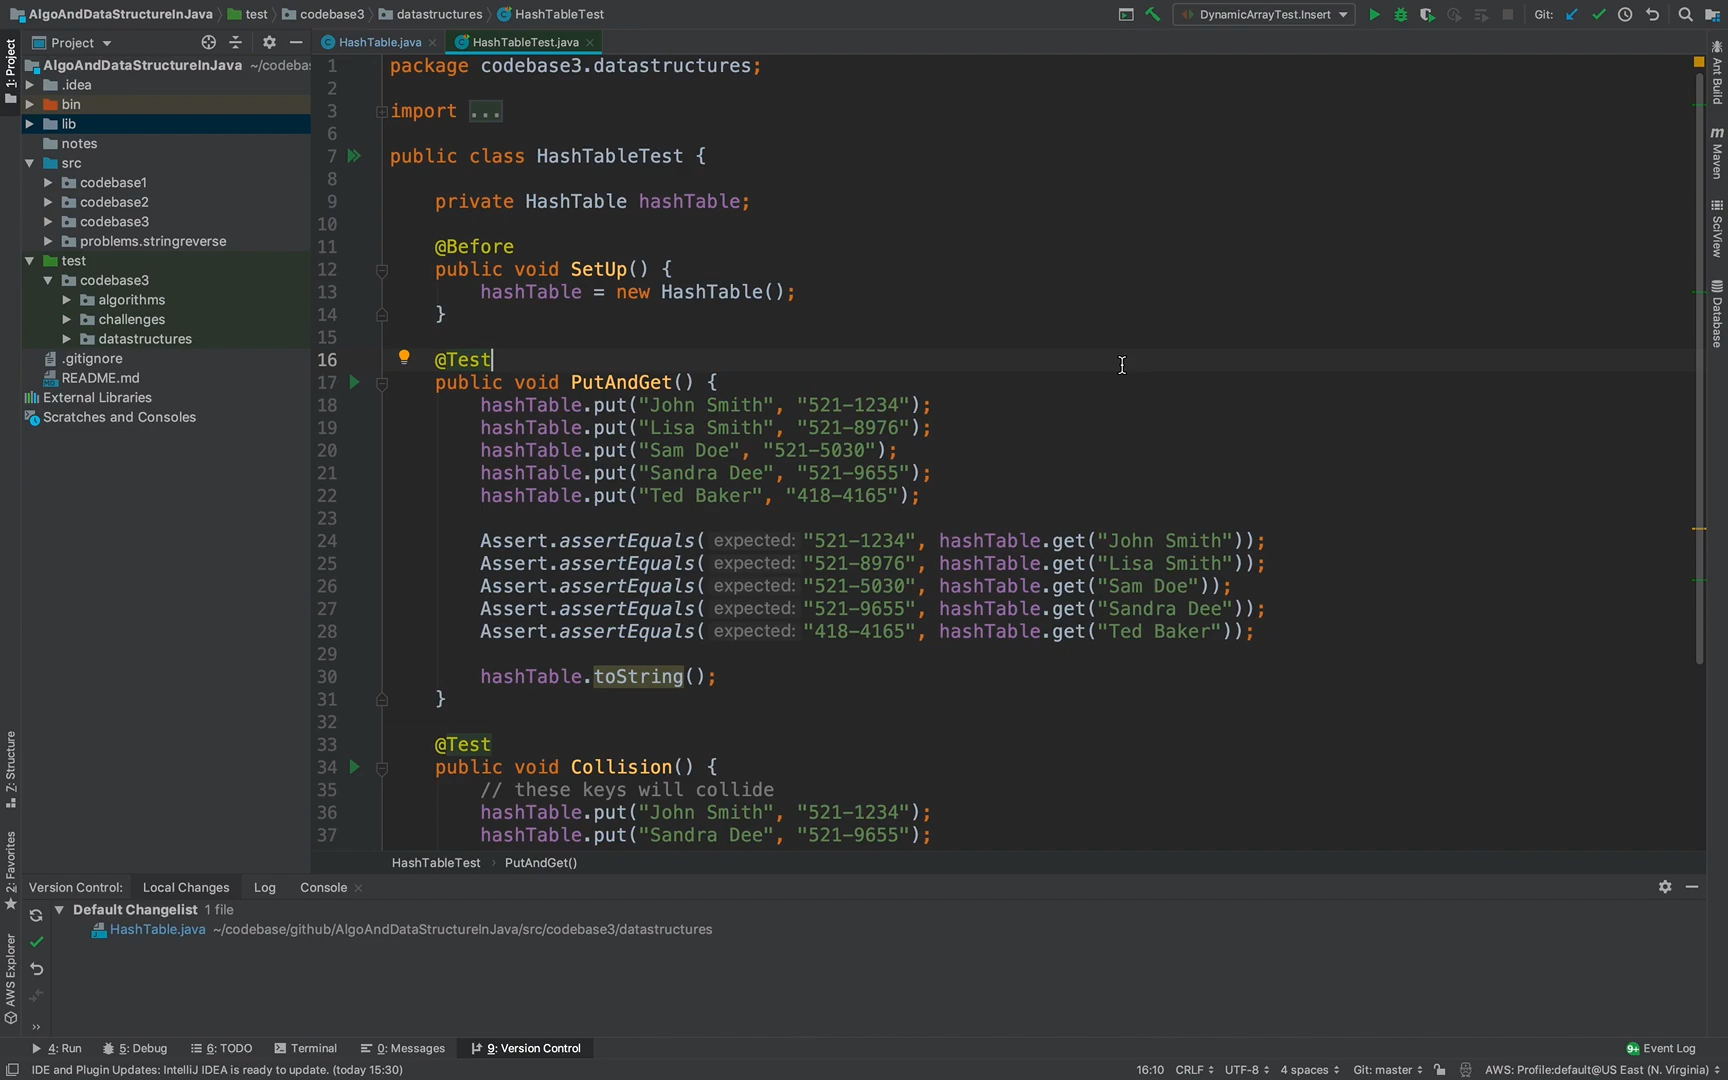 AlgoAndDataStructureInJava test codebase3 datastructures HashTableTest
DynamicArrayTest.Insert Git:
1: Project
Z: Structure
2: Favorites
AWS Explorer
Project
AlgoAndDataStructureInJava ~/codeba
.idea
bin
lib
notes
src
codebase1
codebase2
codebase3
problems.stringreverse
test
codebase3
algorithms
challenges
datastructures
.gitignore
README.md
External Libraries
Scratches and Consoles
HashTable.java HashTableTest.java
1 package codebase3.datastructures;
2
3 import ...
6
7 public class HashTableTest {
8
9 private HashTable hashTable;
10
11 @Before
12 public void SetUp() {
13 hashTable = new HashTable();
14 }
15
16 @Test
17 public void PutAndGet() {
18 hashTable.put("John Smith", "521-1234");
19 hashTable.put("Lisa Smith", "521-8976");
20 hashTable.put("Sam Doe", "521-5030");
21 hashTable.put("Sandra Dee", "521-9655");
22 hashTable.put("Ted Baker", "418-4165");
23
24 Assert.assertEquals( expected: "521-1234", hashTable.get("John Smith"));
25 Assert.assertEquals( expected: "521-8976", hashTable.get("Lisa Smith"));
26 Assert.assertEquals( expected: "521-5030", hashTable.get("Sam Doe"));
27 Assert.assertEquals( expected: "521-9655", hashTable.get("Sandra Dee"));
28 Assert.assertEquals( expected: "418-4165", hashTable.get("Ted Baker"));
29
30 hashTable.toString();
31 }
32
33 @Test
34 public void Collision() {
35 // these keys will collide
36 hashTable.put("John Smith", "521-1234");
37 hashTable.put("Sandra Dee", "521-9655");
HashTableTest › PutAndGet()
Ant Build
m Maven
SciView
Database
Version Control: Local Changes Log Console
Default Changelist 1 file
HashTable.java ~/codebase/github/AlgoAndDataStructureInJava/src/codebase3/datastructures
4: Run 5: Debug 6: TODO Terminal 0: Messages 9: Version Control 9+ Event Log
IDE and Plugin Updates: IntelliJ IDEA is ready to update. (today 15:30) 16:10 CRLF UTF-8 4 spaces Git: master AWS: Profile:default@US East (N. Virginia)